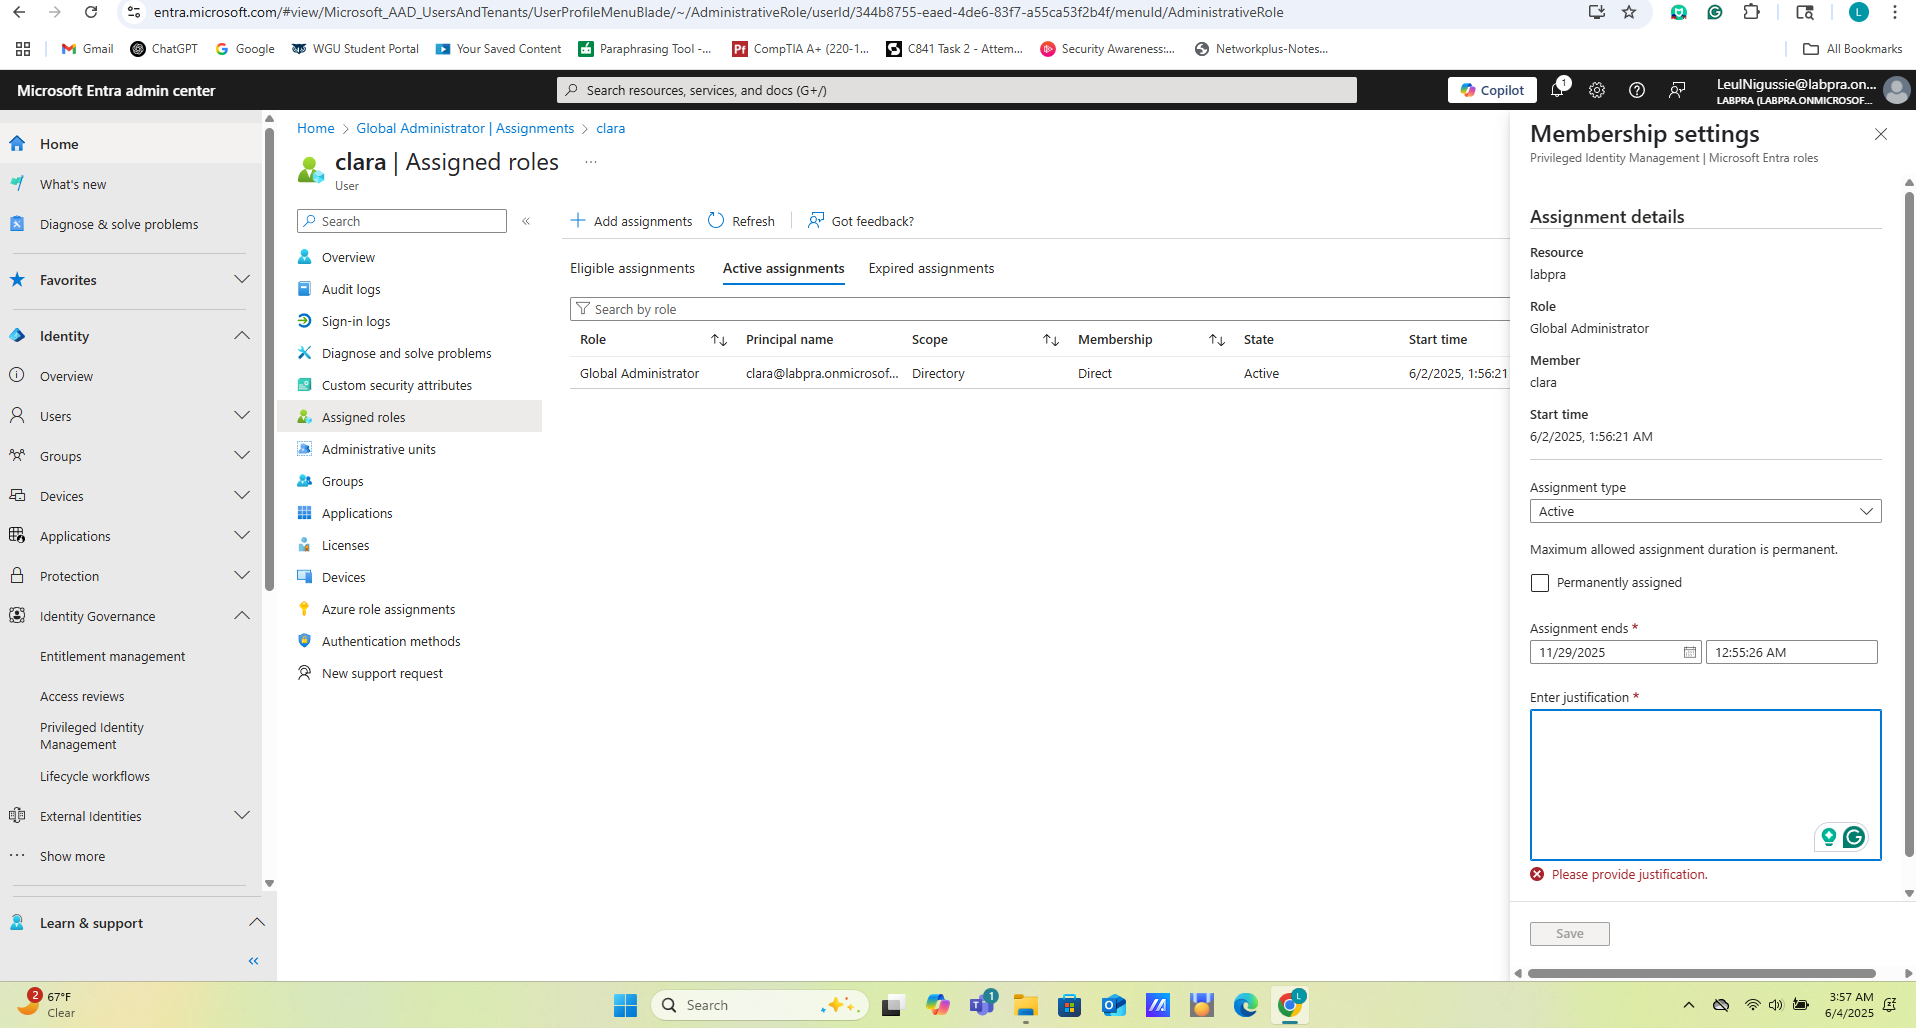 entra.microsoft.com/#view/Microsoft_AAD_UsersAndTenants/UserProfileMenuBlade/~/AdministrativeRole/userId/344b8755-eaed-4de6-83f7-a55ca53f2b4f/menuId/AdministrativeRole
L
Gmail
ChatGPT
Google
WGU Student Portal
Your Saved Content
Paraphrasing Tool -...
CompTIA A+ (220-1...
C841 Task 2 - Attem...
Security Awareness:...
Networkplus-Notes...
All Bookmarks
Microsoft Entra admin center
Search resources, services, and docs (G+/)
Copilot
1
LeulNigussie@labpra.on...
LABPRA (LABPRA.ONMICROSOF...
Home
What's new
Diagnose & solve problems
Favorites
Identity
Overview
Users
Groups
Devices
Applications
Protection
Identity Governance
Entitlement management
Access reviews
Privileged Identity
Management
Lifecycle workflows
External Identities
Show more
Learn & support
Home > Global Administrator | Assignments > clara
clara | Assigned roles
User
Search
Overview
Audit logs
Sign-in logs
Diagnose and solve problems
Custom security attributes
Assigned roles
Administrative units
Groups
Applications
Licenses
Devices
Azure role assignments
Authentication methods
New support request
Add assignments
Refresh
Got feedback?
Eligible assignments
Active assignments
Expired assignments
Search by role
Role Principal name Scope Membership State Start time
Global Administrator clara@labpra.onmicrosof... Directory Direct Active 6/2/2025, 1:56:21
Membership settings
Privileged Identity Management | Microsoft Entra roles
Assignment details
Resource
labpra
Role
Global Administrator
Member
clara
Start time
6/2/2025, 1:56:21 AM
Assignment type
Active
Maximum allowed assignment duration is permanent.
Permanently assigned
Assignment ends *
11/29/2025
12:55:26 AM
Enter justification *
Please provide justification.
Save
2
67°F
Clear
Search
1
L
3:57 AM
6/4/2025